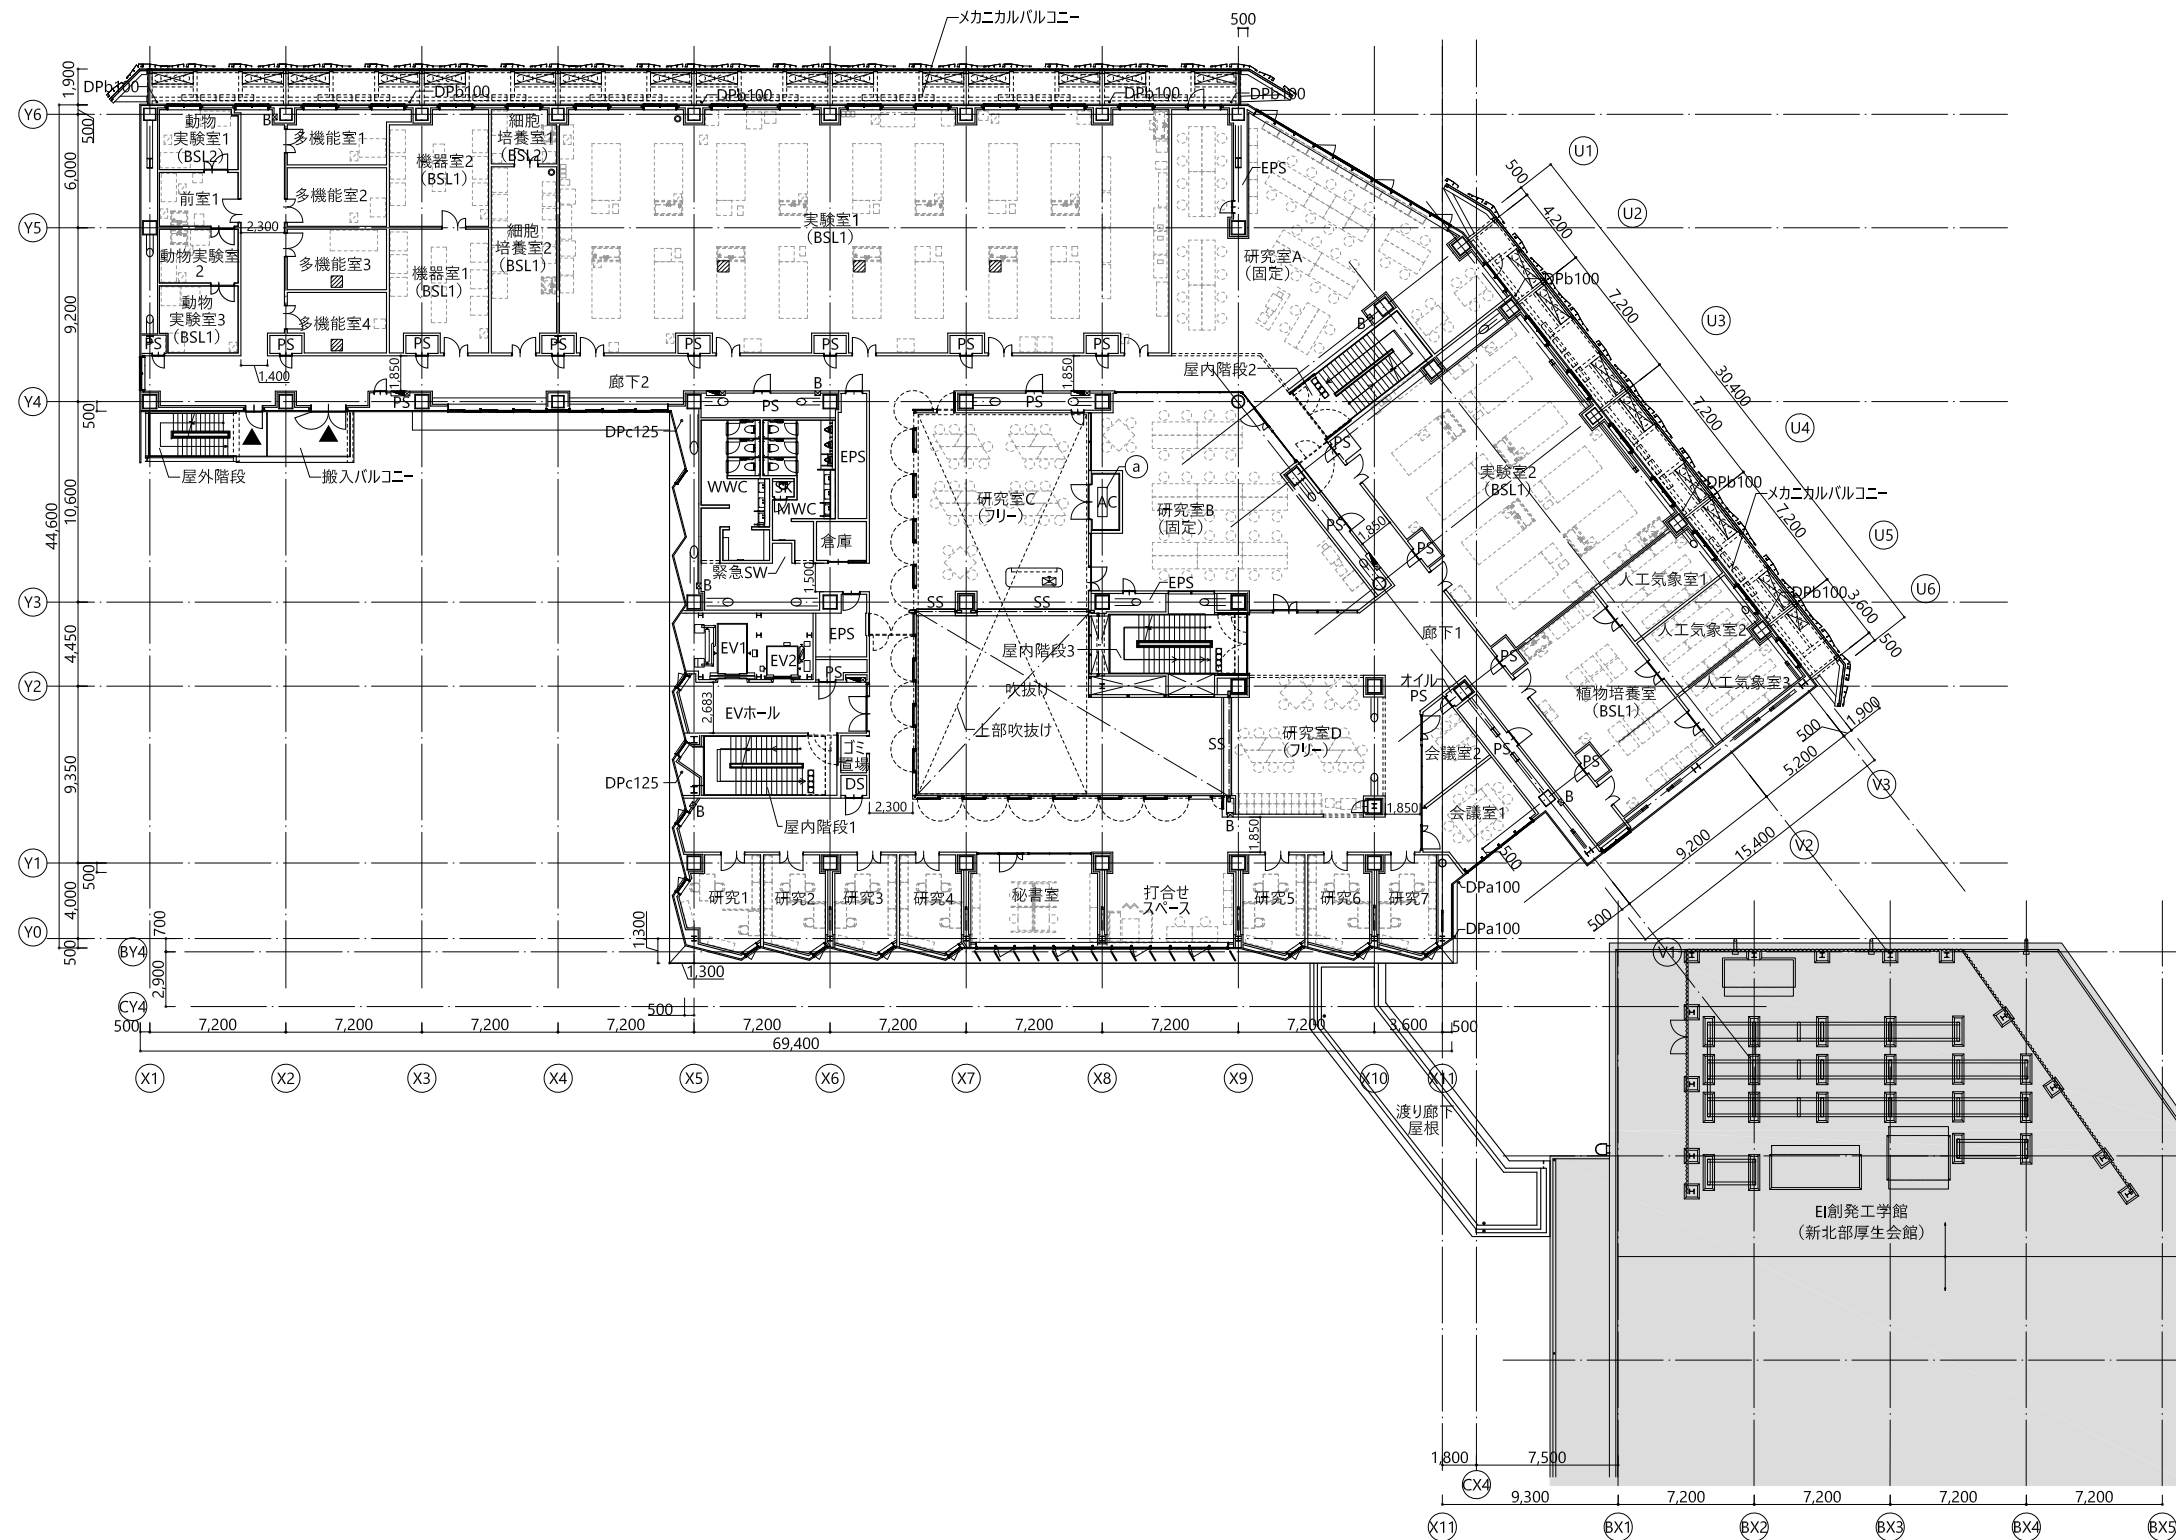 メカニカルバルコニー
500
1,900
DPb100
DPb100
DPb100
DPb100
DPb100
Y6
500
6,000
Y5
9,200
Y4
500
44,600
10,600
Y3
4,450
Y2
9,350
Y1
500
4,000
Y0
500
700
BY4
2,900
CY4
動物
実験室1
(BSL2)
B
多機能室1
機器室2
(BSL1)
細胞
培養室1
(BSL2)
前室1
多機能室2
2,300
動物実験室
2
多機能室3
機器室1
(BSL1)
細胞
培養室2
(BSL1)
実験室1
(BSL1)
動物
実験室3
(BSL1)
多機能室4
EPS
研究室A
(固定)
PS
PS
PS
PS
PS
PS
PS
PS
1,400
1,850
廊下2
1,850
屋内階段2
B
PS
PS
B
PS
DPc125
屋外階段
搬入バルコニー
WWC
SK
MWC
EPS
倉庫
緊急SW
1,500
B
研究室C
(フリー)
AC
a
研究室B
(固定)
PS
1,850
SS
SS
EPS
EV1
EV2
EPS
PS
屋内階段3
吹抜け
上部吹抜け
2,683
EVホール
ゴミ
置場
DS
DPc125
B
屋内階段1
2,300
SS
研究室D
(フリー)
B
1,850
1,850
オイル
PS
会議室2
会議室1
500
PS
B
廊下1
PS
PS
PS
PS
実験室2
(BSL1)
人工気象室1
人工気象室2
人工気象室3
植物培養室
(BSL1)
メカニカルバルコニー
DPb100
DPb100
DPb100
U1
U2
U3
U4
U5
U6
500
4,200
7,200
7,200
7,200
3,600
500
30,400
1,900
500
5,200
9,200
15,400
500
V3
V2
V1
研究1
研究2
研究3
研究4
秘書室
打合せ
スペース
研究5
研究6
研究7
DPa100
DPa100
1,300
1,300
500
500
7,200
7,200
7,200
7,200
7,200
7,200
7,200
7,200
7,200
3,600
500
69,400
X1
X2
X3
X4
X5
X6
X7
X8
X9
X10
X11
渡り廊下
屋根
EI創発工学館
(新北部厚生会館)
1,800
7,500
CX4
9,300
7,200
7,200
7,200
7,200
X11
BX1
BX2
BX3
BX4
BX5